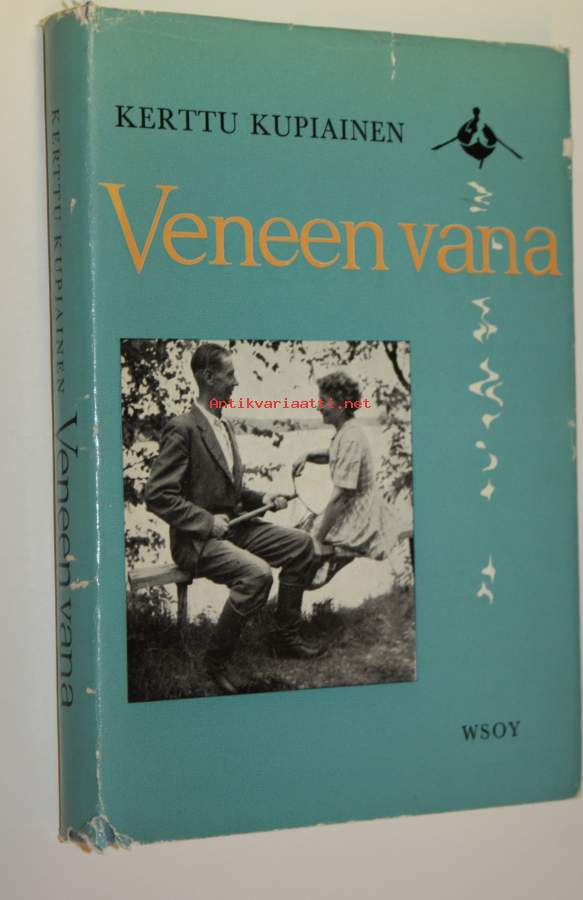 KERTTU KUPIAINEN
Veneen vana
Antikvariaatti.net
WSOY
KERTTU KUPIAINEN
Veneen vana